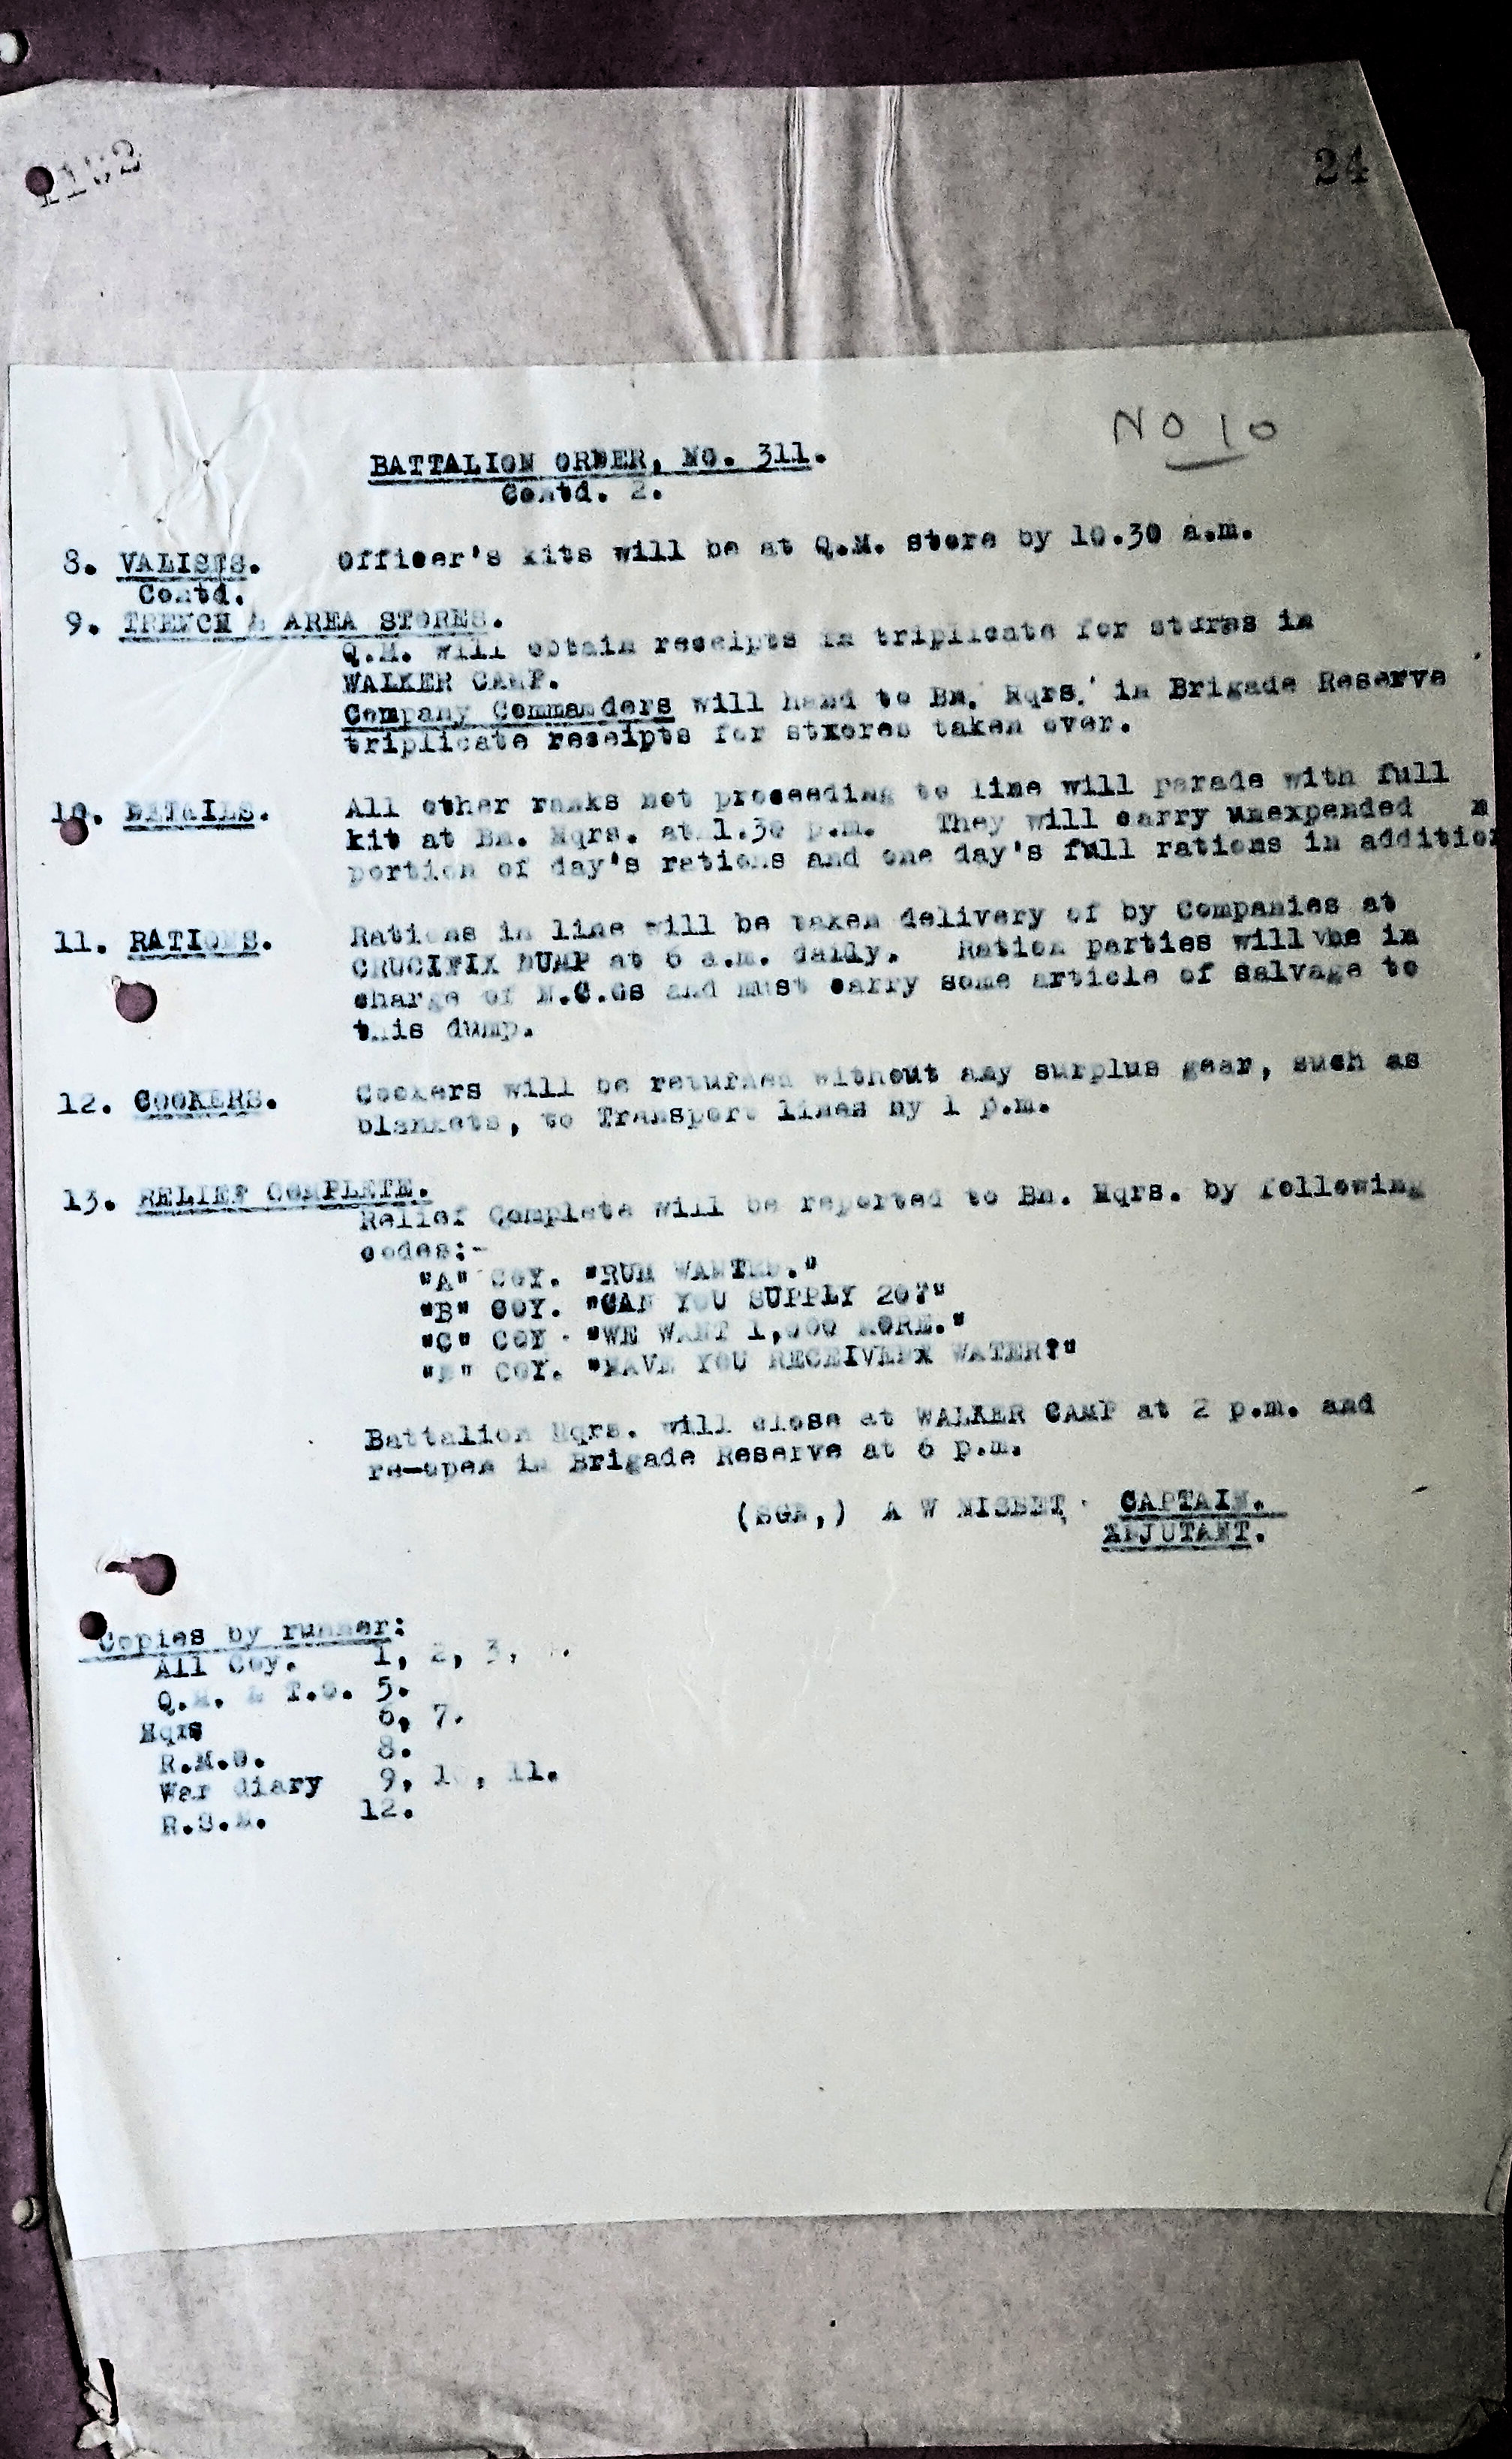 24
NO 10
BATTALION ORDER, NO. 311.
Contd. 2.
8. VALISES. Officer's kits will be at Q.M. store by 10.30 a.m.
Contd.
9. TRENCH & AREA STORES.
Q.M. will obtain receipts in triplicate for stores in
WALKER CAMP.
Company Commanders will hand to Bn. Hqrs. in Brigade Reserve
triplicate receipts for stxores taken over.
10. DETAILS. All other ranks not proceeding to line will parade with full
kit at Bn. Hqrs. at 1.30 p.m. They will carry unexpended n
portion of day's rations and one day's full rations in addition
11. RATIONS. Rations in line will be taken delivery of by Companies at
CRUCIFIX DUMP at 6 a.m. daily. Ration parties will be in
charge of N.C.Os and must carry some article of salvage to
this dump.
12. COOKERS. Cookers will be returned without any surplus gear, such as
blankets, to Transport lines by 1 p.m.
13. RELIEF COMPLETE.
Relief Complete will be reported to Bn. Hqrs. by following
codes:-
"A" COY. "RUM WANTED."
"B" COY. "CAN YOU SUPPLY 20?"
"C" COY. "WE WANT 1,000 MORE."
"D" COY. "HAVE YOU RECEIVEDX WATER?"
Battalion Hqrs. will close at WALKER CAMP at 2 p.m. and
re-open in Brigade Reserve at 6 p.m.
(SGD,) A W NISBET, CAPTAIN.
ADJUTANT.
Copies by runner:
All Coy. 1, 2, 3,
Q.M. & T.O. 5.
Hqrs 6, 7.
R.M.O. 8.
War diary 9, 10, 11.
R.S.M. 12.